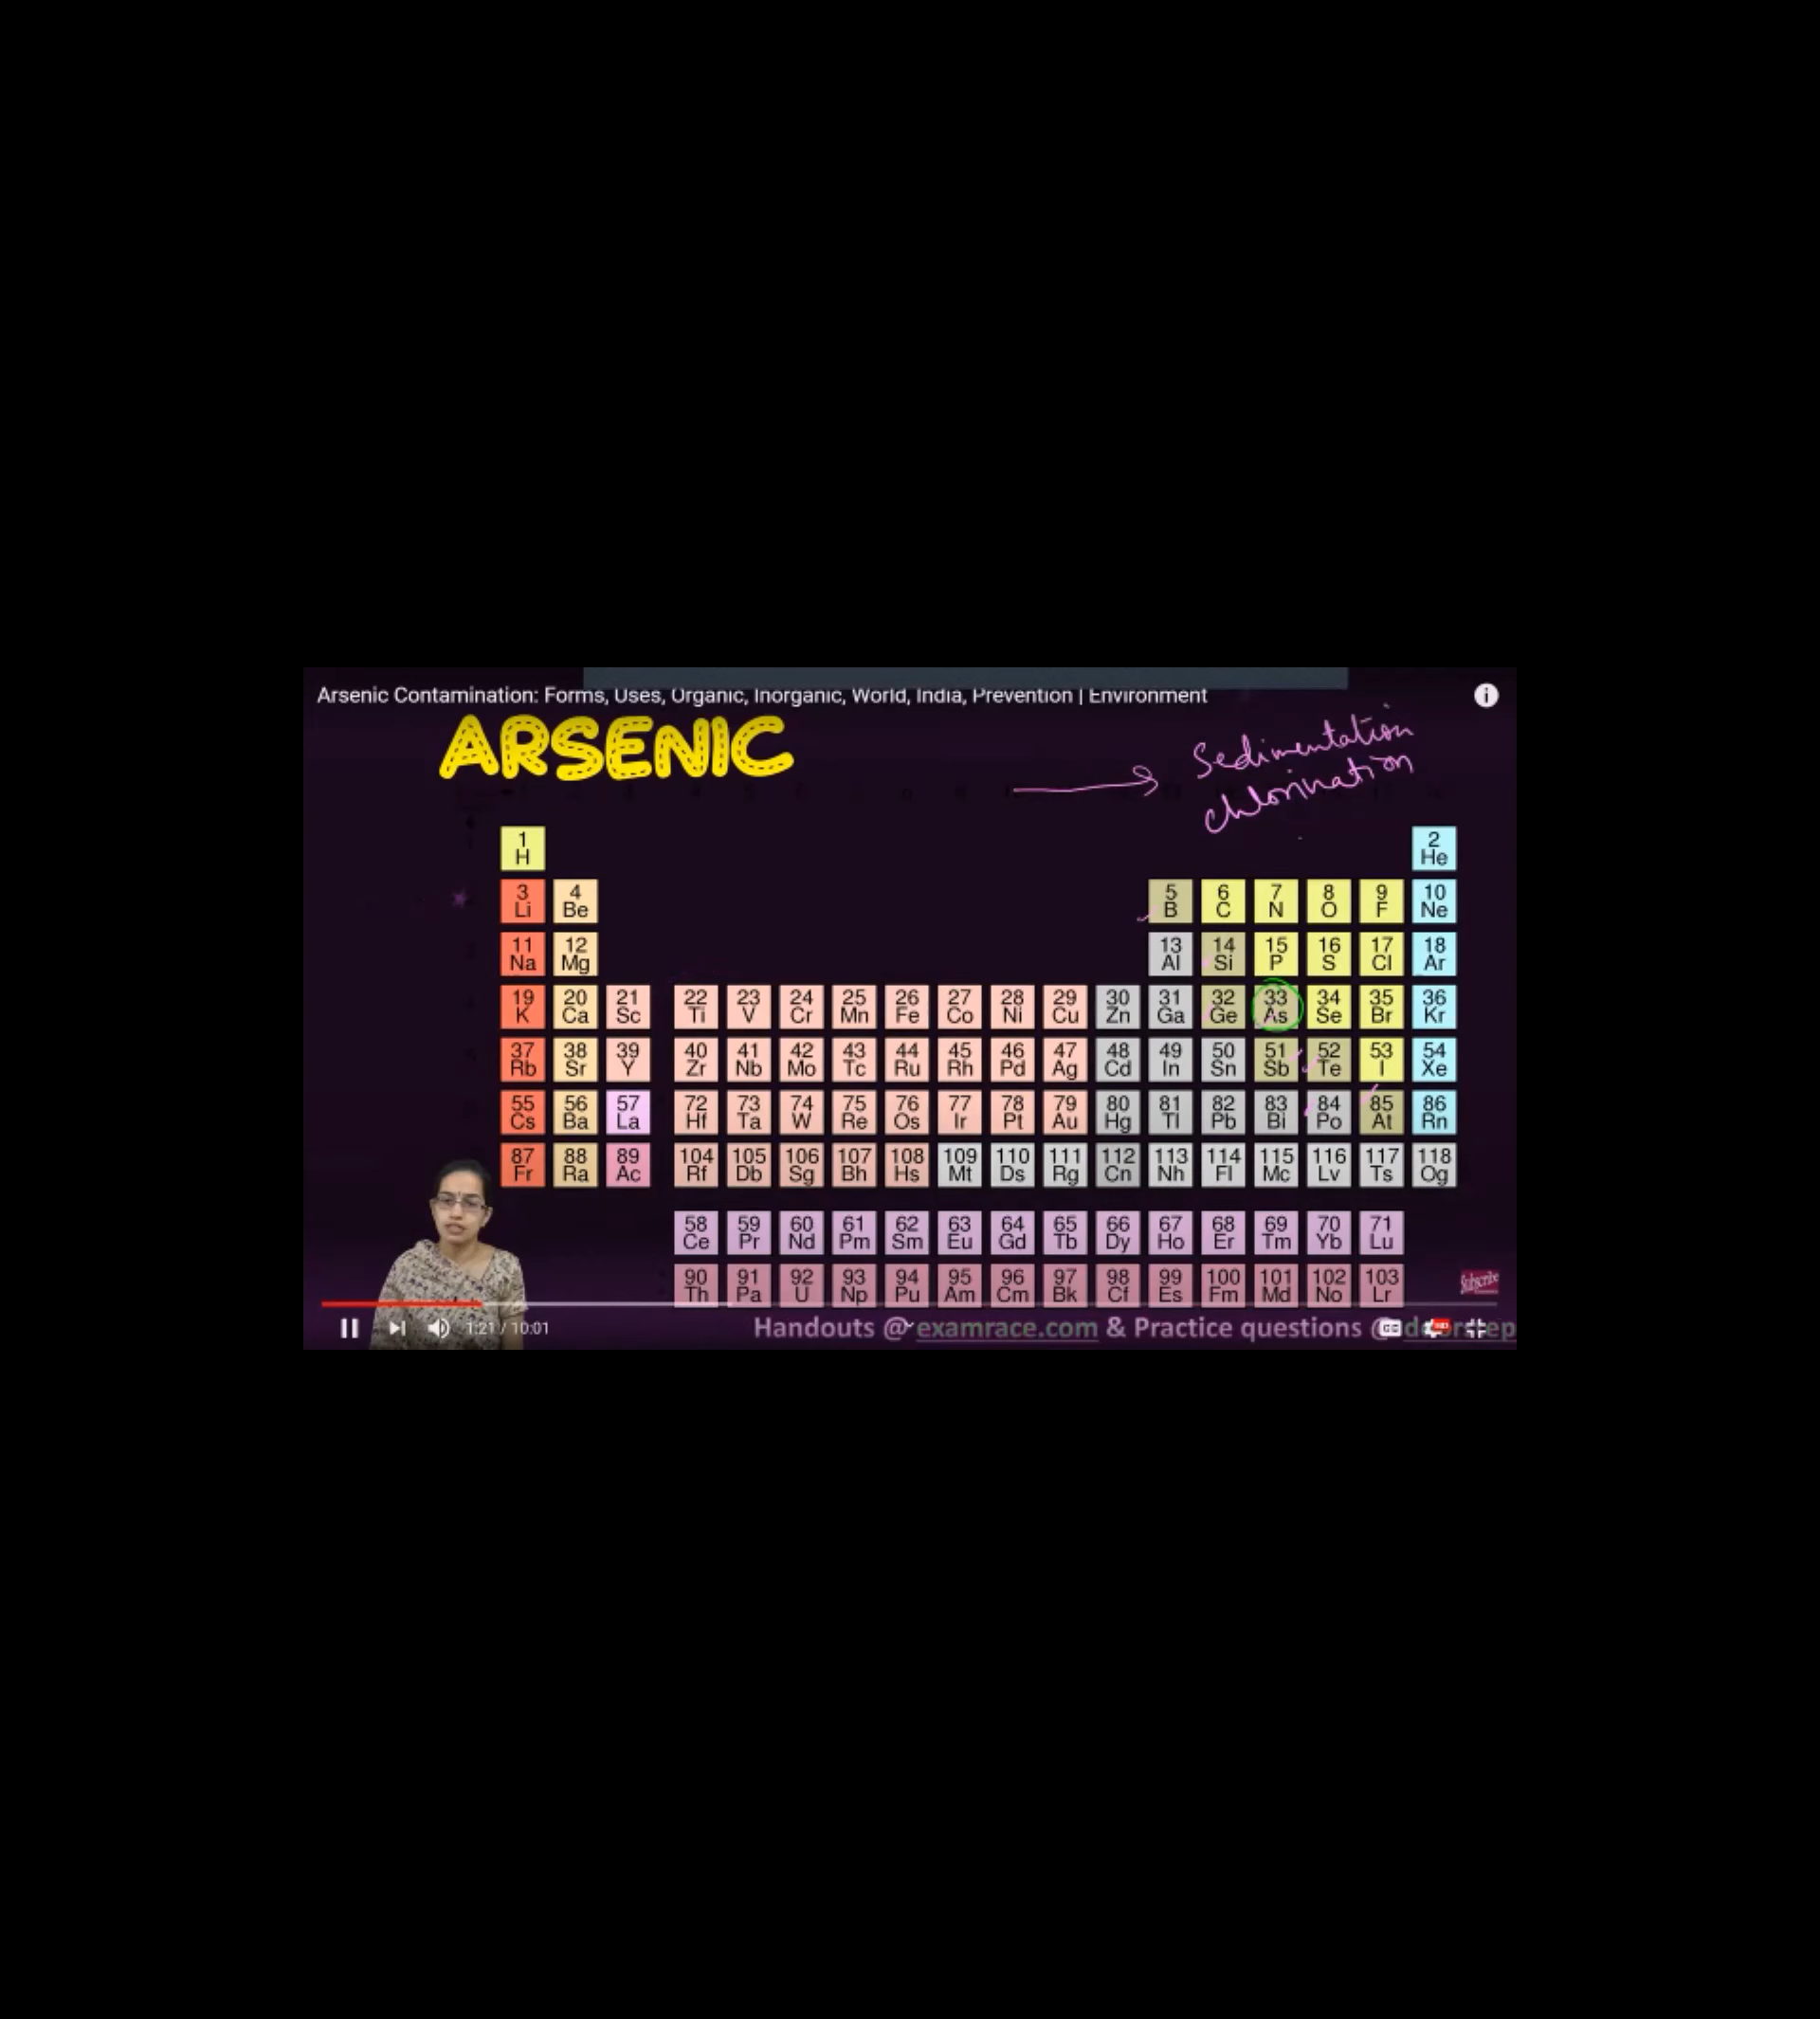 Arsenic Contamination: Forms, Uses, Organic, Inorganic, World, India, Prevention | Environment
ARSENIC
Sedimentation
chlorination
1 2
H He
3 4 5 6 7 8 9 10
Li Be B C N O F Ne
11 12 13 14 15 16 17 18
Na Mg Al Si P S Cl Ar
19 20 21 22 23 24 25 26 27 28 29 30 31 32 33 34 35 36
K Ca Sc Ti V Cr Mn Fe Co Ni Cu Zn Ga Ge As Se Br Kr
37 38 39 40 41 42 43 44 45 46 47 48 49 50 51 52 53 54
Rb Sr Y Zr Nb Mo Tc Ru Rh Pd Ag Cd In Sn Sb Te I Xe
55 56 57 72 73 74 75 76 77 78 79 80 81 82 83 84 85 86
Cs Ba La Hf Ta W Re Os Ir Pt Au Hg Tl Pb Bi Po At Rn
87 88 89 104 105 106 107 108 109 110 111 112 113 114 115 116 117 118
Fr Ra Ac Rf Db Sg Bh Hs Mt Ds Rg Cn Nh Fl Mc Lv Ts Og
58 59 60 61 62 63 64 65 66 67 68 69 70 71
Ce Pr Nd Pm Sm Eu Gd Tb Dy Ho Er Tm Yb Lu
90 91 92 93 94 95 96 97 98 99 100 101 102 103
Th Pa U Np Pu Am Cm Bk Cf Es Fm Md No Lr
Subscribe
1:21 / 10:01
Handouts @ examrace.com & Practice questions @
CC HD